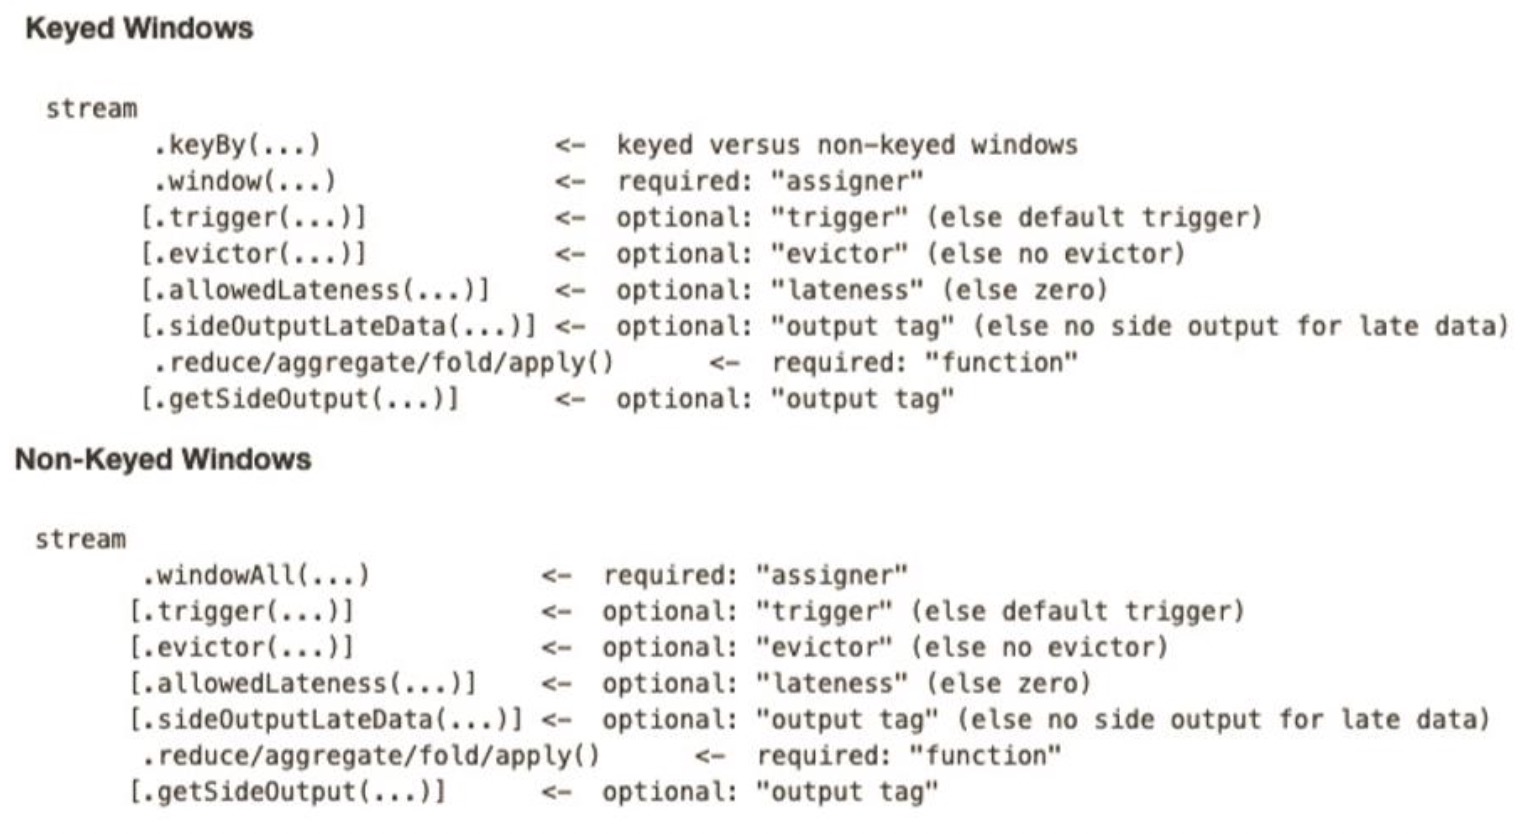 Keyed Windows
stream
.keyBy(...) <- keyed versus non-keyed windows
.window(...) <- required: "assigner"
[.trigger(...)] <- optional: "trigger" (else default trigger)
[.evictor(...)] <- optional: "evictor" (else no evictor)
[.allowedLateness(...)] <- optional: "lateness" (else zero)
[.sideOutputLateData(...)] <- optional: "output tag" (else no side output for late data)
.reduce/aggregate/fold/apply() <- required: "function"
[.getSideOutput(...)] <- optional: "output tag"
Non-Keyed Windows
stream
.windowAll(...) <- required: "assigner"
[.trigger(...)] <- optional: "trigger" (else default trigger)
[.evictor(...)] <- optional: "evictor" (else no evictor)
[.allowedLateness(...)] <- optional: "lateness" (else zero)
[.sideOutputLateData(...)] <- optional: "output tag" (else no side output for late data)
.reduce/aggregate/fold/apply() <- required: "function"
[.getSideOutput(...)] <- optional: "output tag"